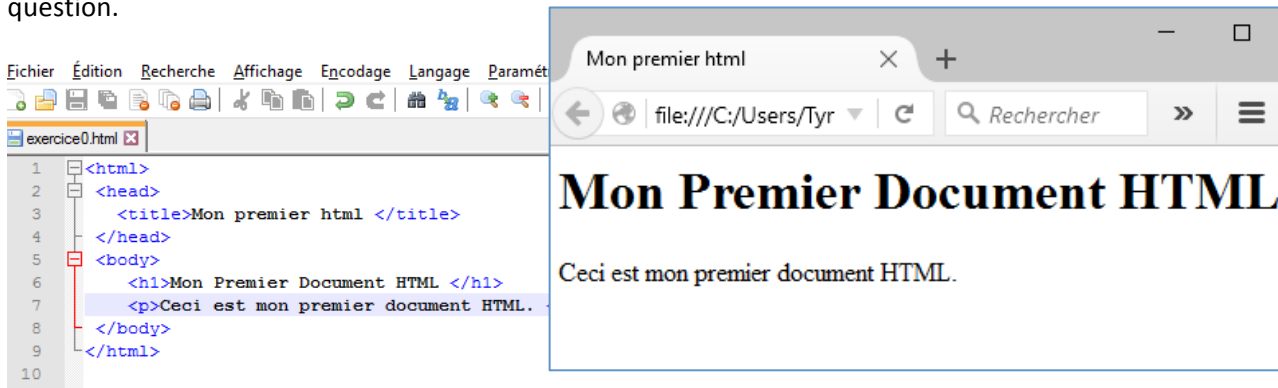 question.
Fichier Édition Recherche Affichage Encodage Langage Paramét
exercice0.html
1 <html>
2 <head>
3 <title>Mon premier html </title>
4 </head>
5 <body>
6 <h1>Mon Premier Document HTML </h1>
7 <p>Ceci est mon premier document HTML. <
8 </body>
9 </html>
10
Mon premier html
file:///C:/Users/Tyr
Rechercher
Mon Premier Document HTML
Ceci est mon premier document HTML.